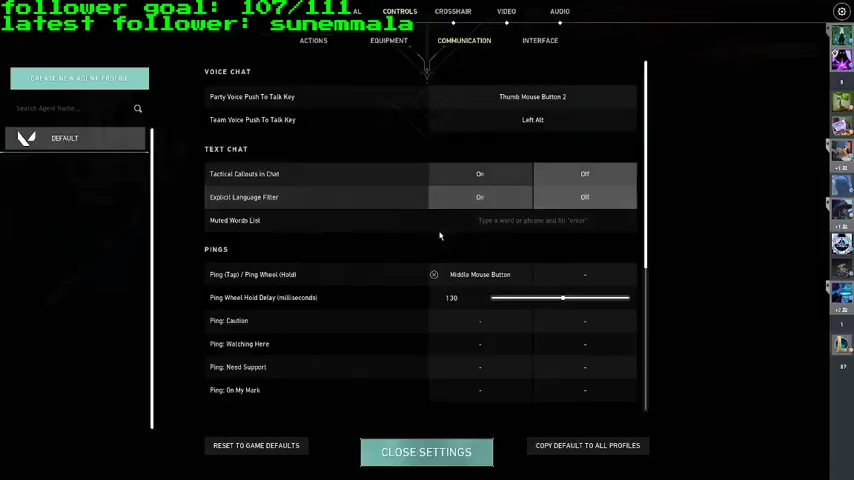 follower goal: 107/111
latest follower: sunemmala
AL CONTROLS CROSSHAIR VIDEO AUDIO
ACTIONS EQUIPMENT COMMUNICATION INTERFACE
CREATE NEW AGENT PROFILE
Search Agent Name...
DEFAULT
VOICE CHAT
Party Voice Push To Talk Key Thumb Mouse Button 2
Team Voice Push To Talk Key Left Alt
TEXT CHAT
Tactical Callouts in Chat On Off
Explicit Language Filter On Off
Muted Words List Type a word or phrase and hit "enter"
PINGS
Ping (Tap) / Ping Wheel (Hold) Middle Mouse Button -
Ping Wheel Hold Delay (milliseconds) 130
Ping: Caution - -
Ping: Watching Here - -
Ping: Need Support - -
Ping: On My Mark - -
RESET TO GAME DEFAULTS
CLOSE SETTINGS
COPY DEFAULT TO ALL PROFILES